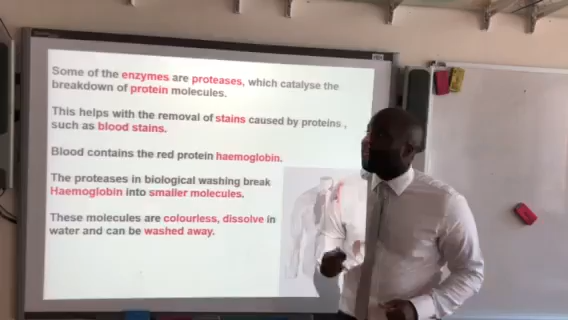 Some of the enzymes are proteases, which catalyse the
breakdown of protein molecules.
This helps with the removal of stains caused by proteins ,
such as blood stains.
Blood contains the red protein haemoglobin.
The proteases in biological washing break
Haemoglobin into smaller molecules.
These molecules are colourless, dissolve in
water and can be washed away.